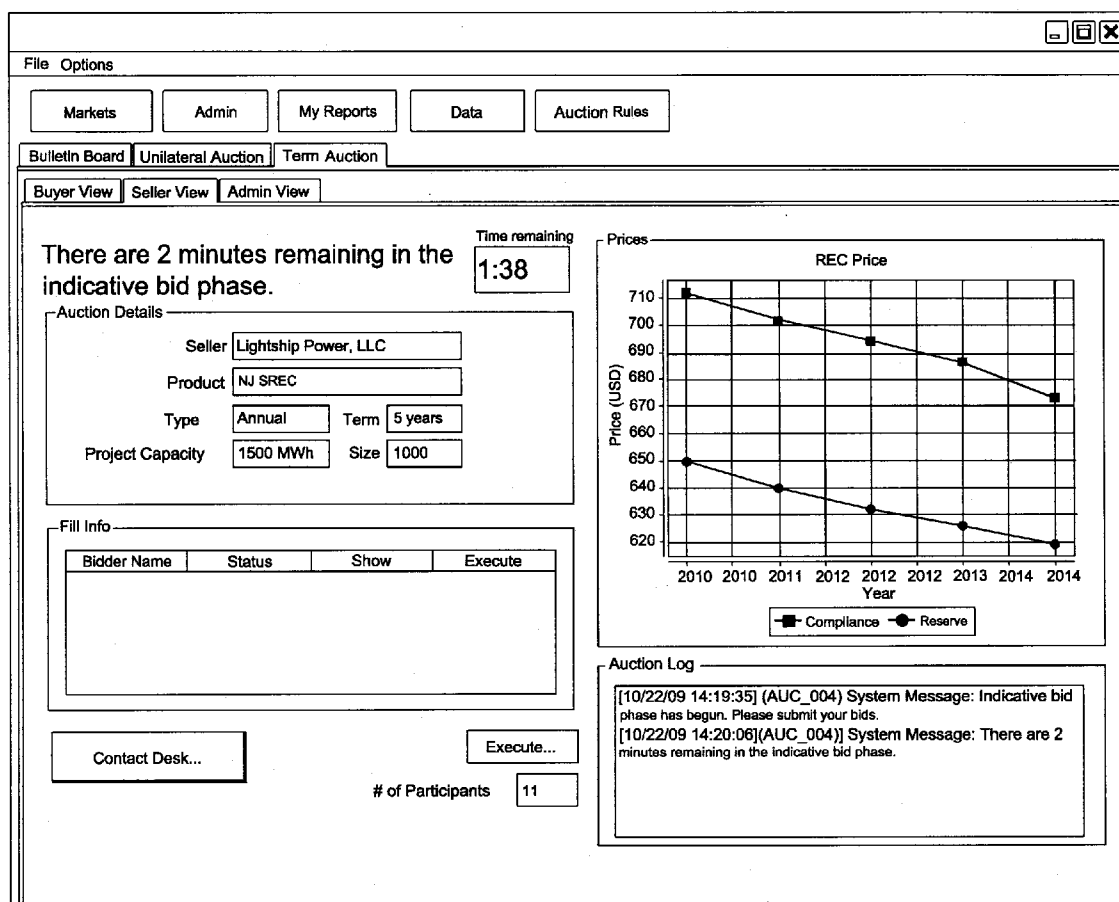 File Options
Markets Admin My Reports Data Auction Rules
Bulletin Board Unilateral Auction Term Auction
Buyer View Seller View Admin View
There are 2 minutes remaining in the
indicative bid phase.
Time remaining
1:38
Auction Details
Seller Lightship Power, LLC
Product NJ SREC
Type Annual Term 5 years
Project Capacity 1500 MWh Size 1000
Fill Info
Bidder Name Status Show Execute
Contact Desk...
Execute...
# of Participants 11
Prices
REC Price
Price (USD)
710
700
690
680
670
660
650
640
630
620
2010 2010 2011 2012 2012 2012 2013 2014 2014
Year
Compliance Reserve
Auction Log
[10/22/09 14:19:35] (AUC_004) System Message: Indicative bid
phase has begun. Please submit your bids.
[10/22/09 14:20:06](AUC_004)] System Message: There are 2
minutes remaining in the indicative bid phase.